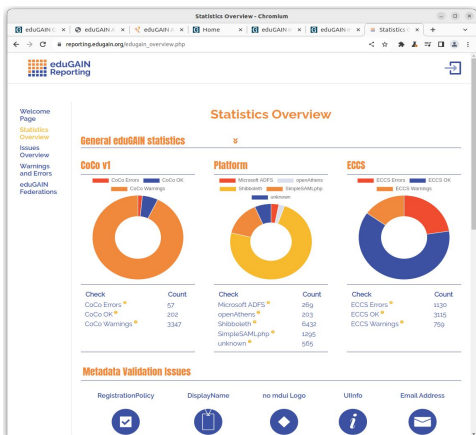 Statistics Overview - Chromium
eduGAIN C
eduGAIN A
eduGAIN A
Home
eduGAIN
eduGAIN
Statistics
reporting.edugain.org/edugain_overview.php
eduGAIN
Reporting
Welcome
Page
Statistics
Overview
Issues
Overview
Warnings
and Errors
eduGAIN
Federations
Statistics Overview
General eduGAIN statistics
CoCo v1
CoCo Errors CoCo OK
CoCo Warnings
Check Count
CoCo Errors 57
CoCo OK 202
CoCo Warnings 3347
Platform
Microsoft ADFS openAthens
Shibboleth SimpleSAMLphp
unknown
Check Count
Microsoft ADFS 269
openAthens 203
Shibboleth 6432
SimpleSAMLphp 1295
unknown 565
ECCS
ECCS Errors ECCS OK
ECCS Warnings
Check Count
ECCS Errors 1130
ECCS OK 3115
ECCS Warnings 759
Metadata Validation Issues
RegistrationPolicy DisplayName no mdui Logo UIInfo Email Address